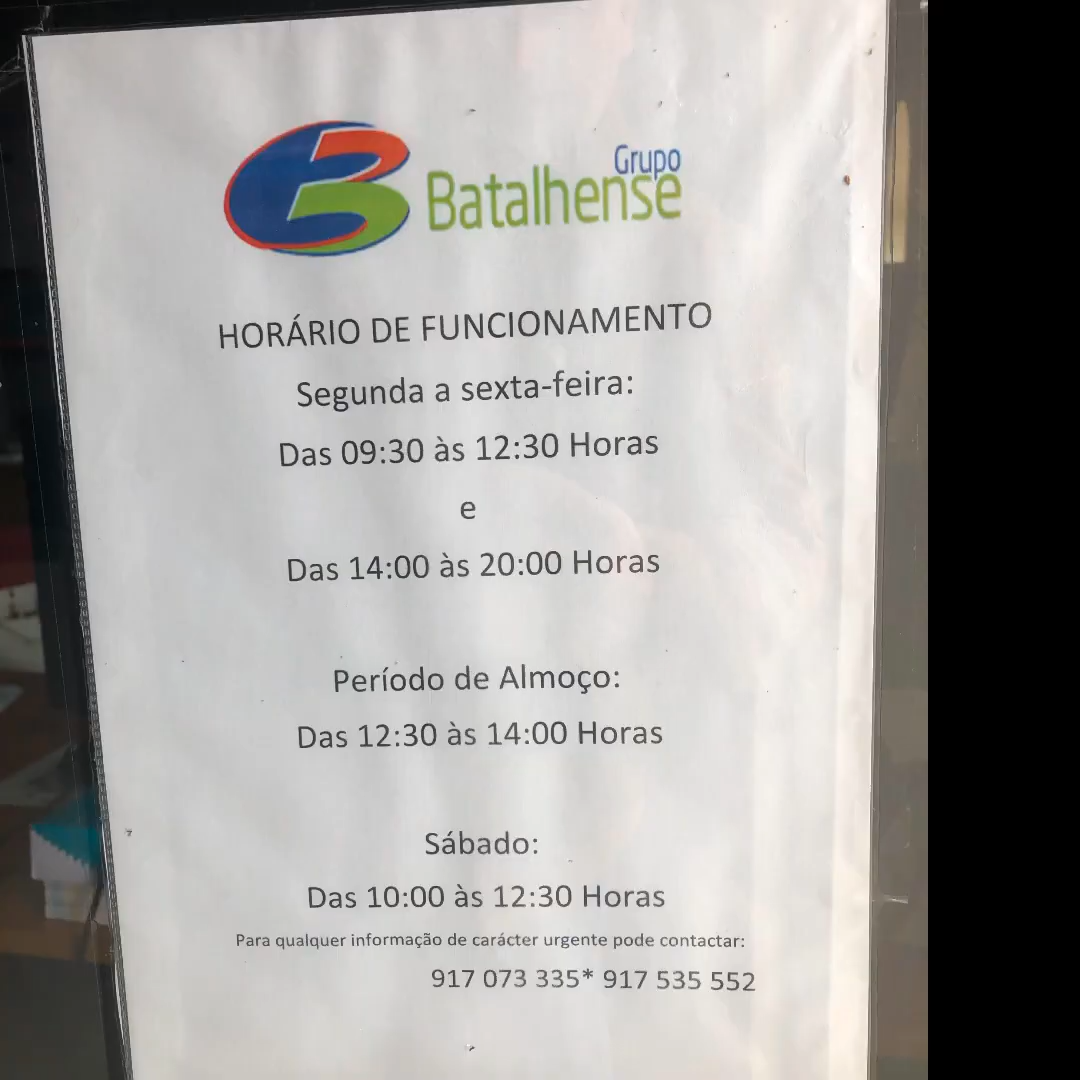 Grupo
Batalhense
HORÁRIO DE FUNCIONAMENTO
Segunda a sexta-feira:
Das 09:30 às 12:30 Horas
e
Das 14:00 às 20:00 Horas
Período de Almoço:
Das 12:30 às 14:00 Horas
Sábado:
Das 10:00 às 12:30 Horas
Para qualquer informação de carácter urgente pode contactar:
917 073 335* 917 535 552